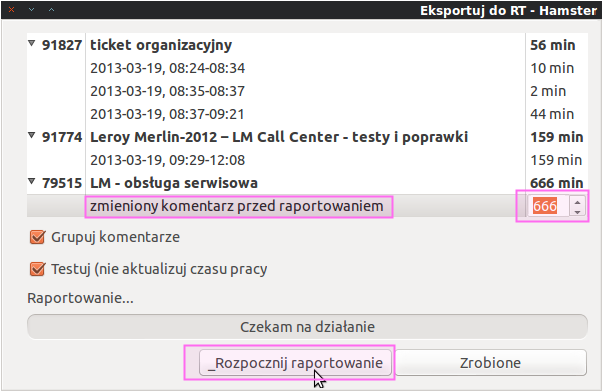 Eksportuj do RT - Hamster
91827 ticket organizacyjny 56 min
2013-03-19, 08:24-08:34 10 min
2013-03-19, 08:35-08:37 2 min
2013-03-19, 08:37-09:21 44 min
91774 Leroy Merlin-2012 – LM Call Center - testy i poprawki 159 min
2013-03-19, 09:29-12:08 159 min
79515 LM - obsługa serwisowa 666 min
zmieniony komentarz przed raportowaniem 666
Grupuj komentarze
Testuj (nie aktualizuj czasu pracy
Raportowanie...
Czekam na działanie
_Rozpocznij raportowanie Zrobione